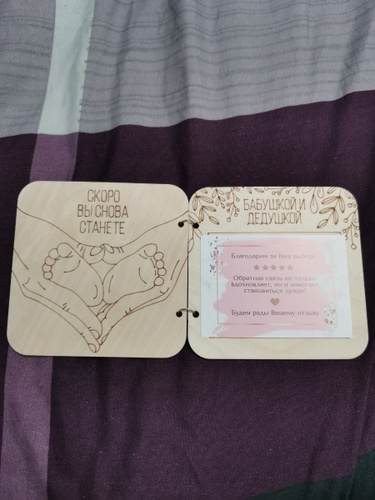 СКОРО
ВЫ СНОВА
СТАНЕТЕ
БАБУШКОЙ И
ДЕДУШКОЙ
Благодарим за Ваш выбор!
Обратная связь не только
вдохновляет, но и помогает
становиться лучше!
Будем рады Вашему отзыву.